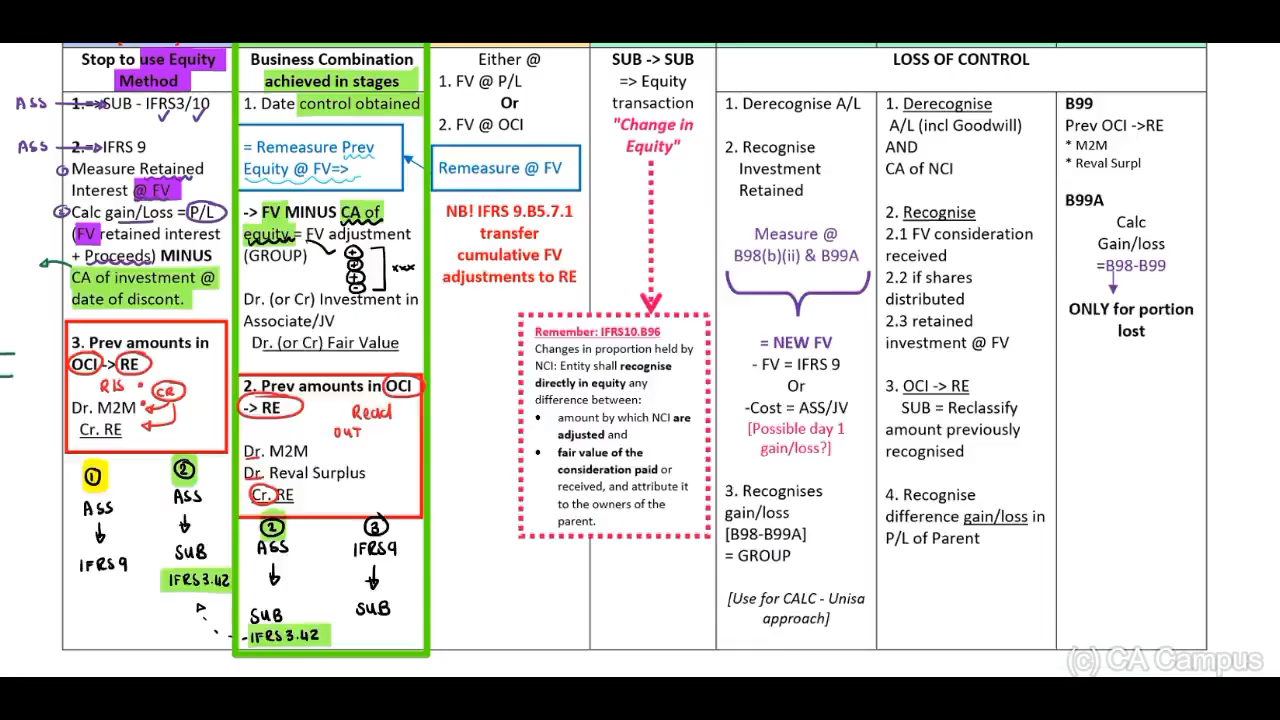 Stop to use Equity
Method
ASS
1.=> SUB - IFRS3/10
ASS
2.=> IFRS 9
Measure Retained
Interest @ FV
Calc gain/Loss = P/L
(FV retained interest
+ Proceeds) MINUS
CA of investment @
date of discont.
3. Prev amounts in
OCI -> RE
CR
Dr. M2M
Cr. RE
1
ASS
IFRS9
2
ASS
SUB
IFRS3.42
Business Combination
achieved in stages
1. Date control obtained
= Remeasure Prev
Equity @ FV=>
-> FV MINUS CA of
equity = FV adjustment
(GROUP)
xxx
Dr. (or Cr) Investment in
Associate/JV
Dr. (or Cr) Fair Value
2. Prev amounts in OCI
-> RE
Read
OUT
Dr. M2M
Dr. Reval Surplus
Cr. RE
2
ASS
SUB
IFRS3.42
3
IFRS9
SUB
Either @
1. FV @ P/L
Or
2. FV @ OCI
Remeasure @ FV
NB! IFRS 9.B5.7.1
transfer
cumulative FV
adjustments to RE
SUB -> SUB
=> Equity
transaction
"Change in
Equity"
Remember: IFRS10.B96
Changes in proportion held by
NCI: Entity shall recognise
directly in equity any
difference between:
• amount by which NCI are
adjusted and
• fair value of the
consideration paid or
received, and attribute it
to the owners of the
parent.
LOSS OF CONTROL
1. Derecognise A/L
2. Recognise
Investment
Retained
Measure @
B98(b)(ii) & B99A
= NEW FV
- FV = IFRS 9
Or
-Cost = ASS/JV
[Possible day 1
gain/loss?]
3. Recognises
gain/loss
[B98-B99A]
= GROUP
[Use for CALC - Unisa
approach]
1. Derecognise
A/L (incl Goodwill)
AND
CA of NCI
2. Recognise
2.1 FV consideration
received
2.2 if shares
distributed
2.3 retained
investment @ FV
3. OCI -> RE
SUB = Reclassify
amount previously
recognised
4. Recognise
difference gain/loss in
P/L of Parent
B99
Prev OCI ->RE
* M2M
* Reval Surpl
B99A
Calc
Gain/loss
=B98-B99
ONLY for portion
lost
(c) CA Campus